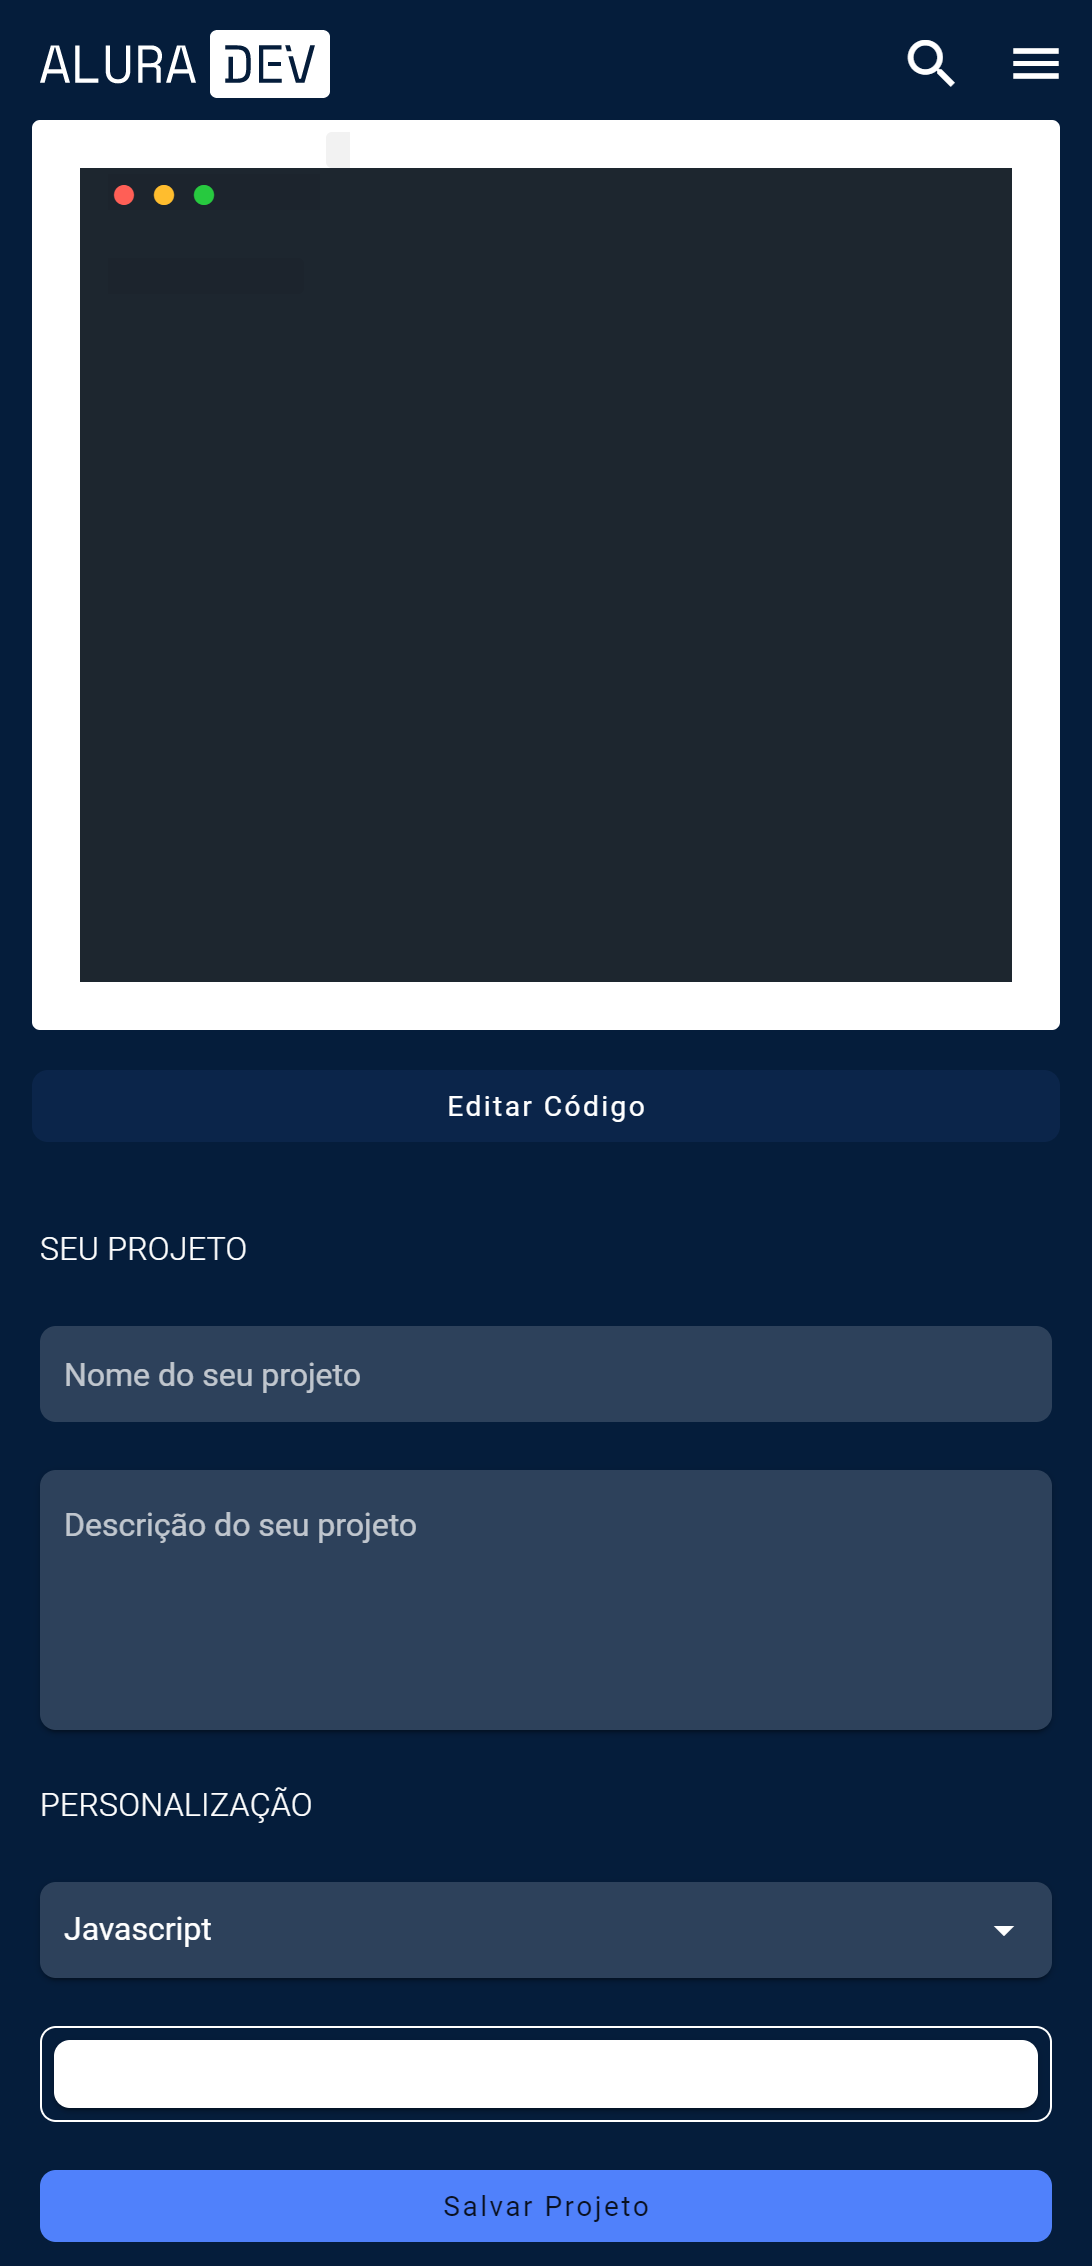 ALURA DEV
Editar Código
SEU PROJETO
Nome do seu projeto
Descrição do seu projeto
PERSONALIZAÇÃO
Javascript
Salvar Projeto